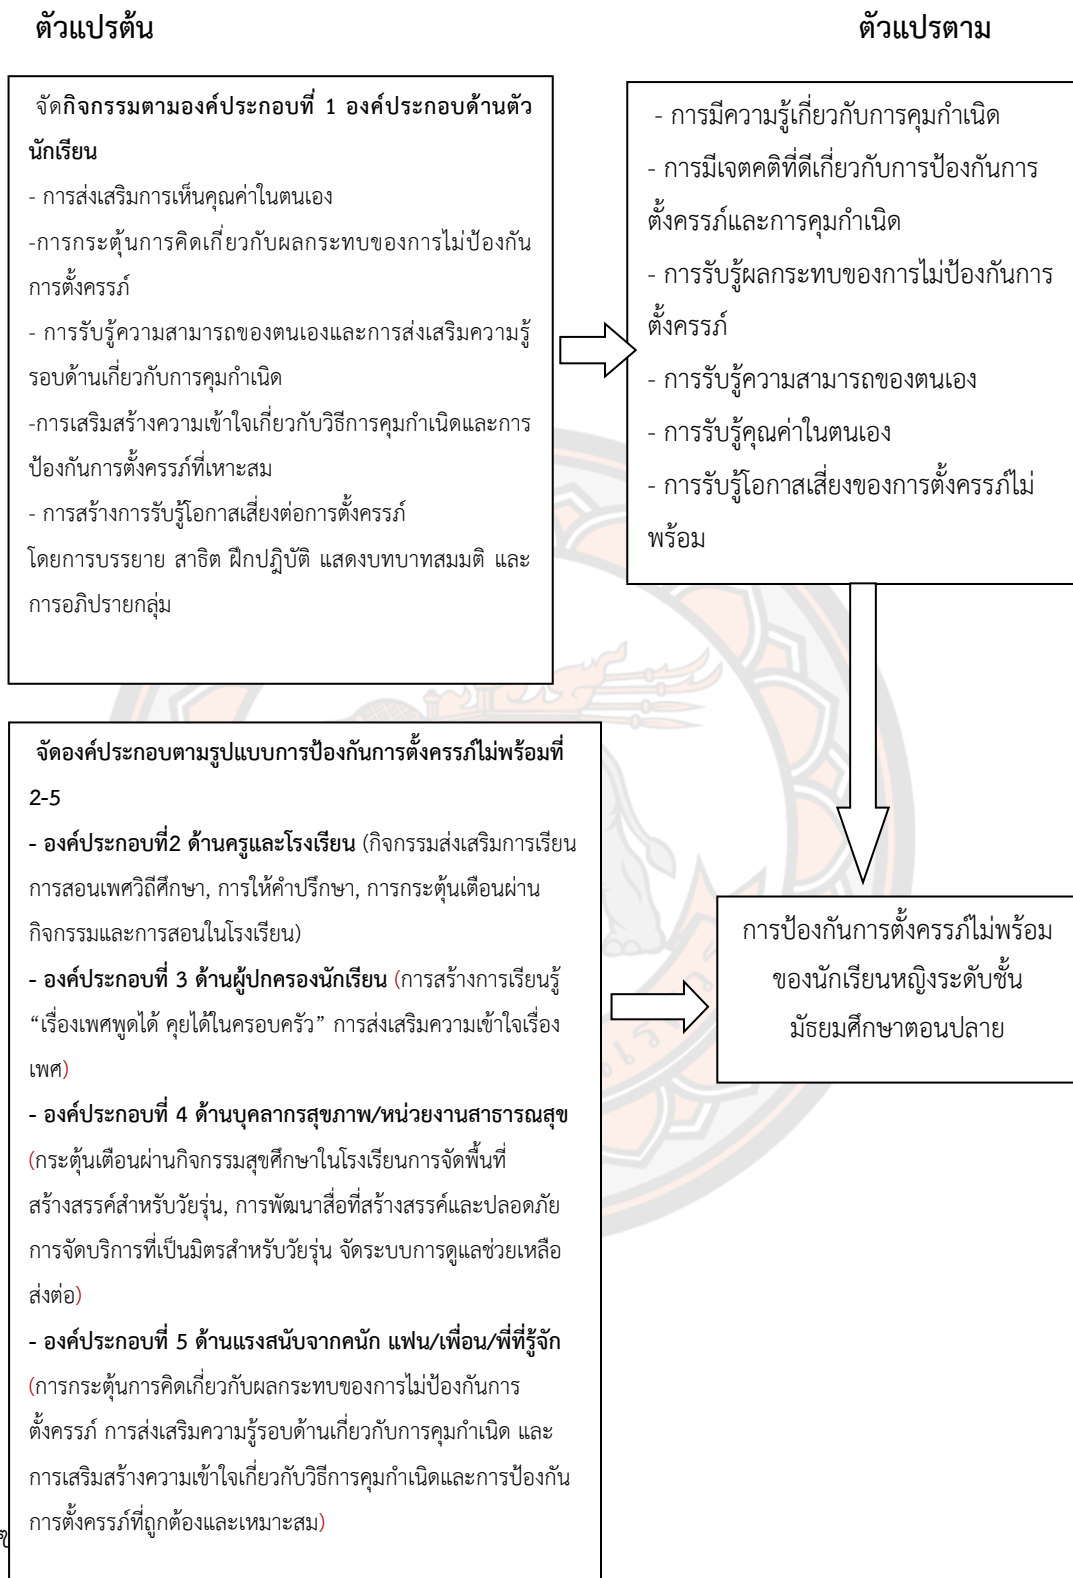 ตัวแปรต้น
ตัวแปรตาม
จัดกิจกรรมตามองค์ประกอบที่ 1 องค์ประกอบด้านตัว
นักเรียน
- การส่งเสริมการเห็นคุณค่าในตนเอง
-การกระตุ้นการคิดเกี่ยวกับผลกระทบของการไม่ป้องกัน
การตั้งครรภ์
- การรับรู้ความสามารถของตนเองและการส่งเสริมความรู้
รอบด้านเกี่ยวกับการคุมกำเนิด
-การเสริมสร้างความเข้าใจเกี่ยวกับวิธีการคุมกำเนิดและการ
ป้องกันการตั้งครรภ์ที่เหาะสม
- การสร้างการรับรู้โอกาสเสี่ยงต่อการตั้งครรภ์
โดยการบรรยาย สาธิต ฝึกปฎิบัติ แสดงบทบาทสมมติ และ
การอภิปรายกลุ่ม
- การมีความรู้เกี่ยวกับการคุมกำเนิด
- การมีเจตคติที่ดีเกี่ยวกับการป้องกันการ
ตั้งครรภ์และการคุมกำเนิด
- การรับรู้ผลกระทบของการไม่ป้องกันการ
ตั้งครรภ์
- การรับรู้ความสามารถของตนเอง
- การรับรู้คุณค่าในตนเอง
- การรับรู้โอกาสเสี่ยงของการตั้งครรภ์ไม่
พร้อม
จัดองค์ประกอบตามรูปแบบการป้องกันการตั้งครรภ์ไม่พร้อมที่
2-5
- องค์ประกอบที่2 ด้านครูและโรงเรียน (กิจกรรมส่งเสริมการเรียน
การสอนเพศวิถีศึกษา, การให้คำปรึกษา, การกระตุ้นเตือนผ่าน
กิจกรรมและการสอนในโรงเรียน)
- องค์ประกอบที่ 3 ด้านผู้ปกครองนักเรียน (การสร้างการเรียนรู้
“เรื่องเพศพูดได้ คุยได้ในครอบครัว” การส่งเสริมความเข้าใจเรื่อง
เพศ)
- องค์ประกอบที่ 4 ด้านบุคลากรสุขภาพ/หน่วยงานสาธารณสุข
(กระตุ้นเตือนผ่านกิจกรรมสุขศึกษาในโรงเรียนการจัดพื้นที่
สร้างสรรค์สำหรับวัยรุ่น, การพัฒนาสื่อที่สร้างสรรค์และปลอดภัย
การจัดบริการที่เป็นมิตรสำหรับวัยรุ่น จัดระบบการดูแลช่วยเหลือ
ส่งต่อ)
- องค์ประกอบที่ 5 ด้านแรงสนับจากคนัก แฟน/เพื่อน/พี่ที่รู้จัก
(การกระตุ้นการคิดเกี่ยวกับผลกระทบของการไม่ป้องกันการ
ตั้งครรภ์ การส่งเสริมความรู้รอบด้านเกี่ยวกับการคุมกำเนิด และ
การเสริมสร้างความเข้าใจเกี่ยวกับวิธีการคุมกำเนิดและการป้องกัน
การตั้งครรภ์ที่ถูกต้องและเหมาะสม)
การป้องกันการตั้งครรภ์ไม่พร้อม
ของนักเรียนหญิงระดับชั้น
มัธยมศึกษาตอนปลาย